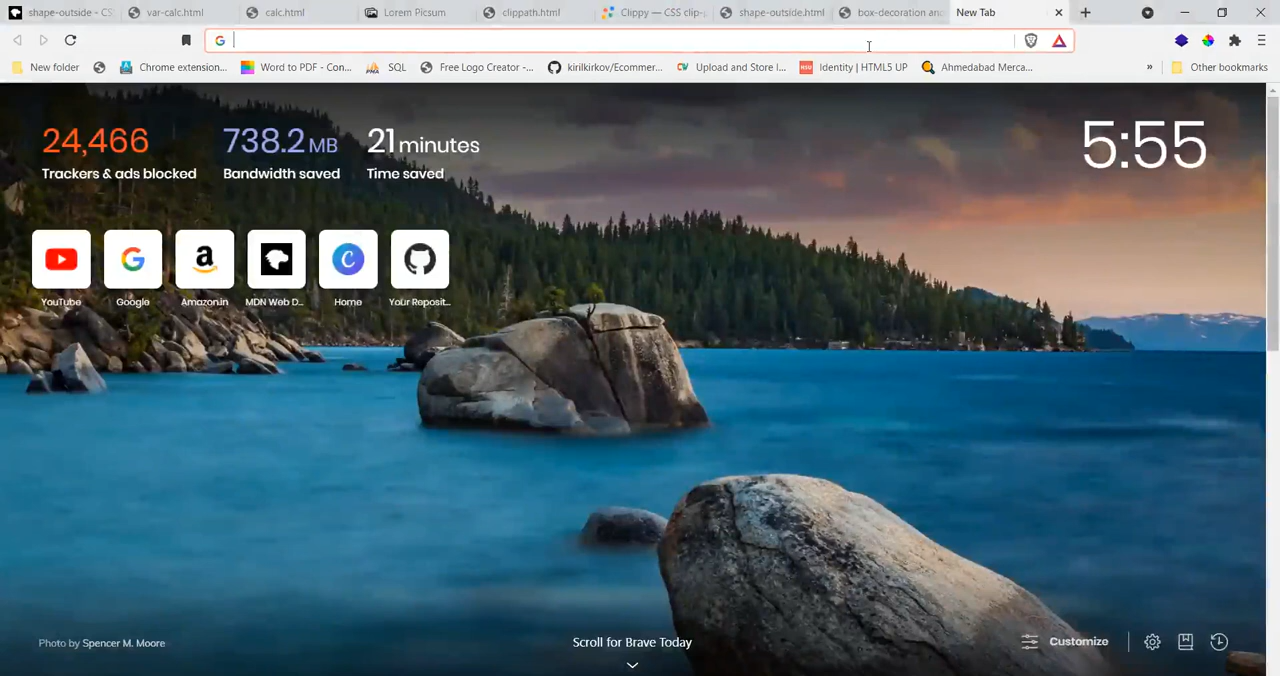 shape-outside - CS
var-calc.html
calc.html
Lorem Picsum
clippath.html
Clippy — CSS clip-p
shape-outside.html
box-decoration and
New Tab
New folder
Chrome extension...
Word to PDF - Con...
SQL
Free Logo Creator -...
kirilkirkov/Ecommer...
Upload and Store I...
Identity | HTML5 UP
Ahmedabad Merca...
»
Other bookmarks
24,466
Trackers & ads blocked
738.2 MB
Bandwidth saved
21 minutes
Time saved
5:55
YouTube
Google
Amazon.in
MDN Web D...
Home
Your Reposit...
Photo by Spencer M. Moore
Scroll for Brave Today
Customize